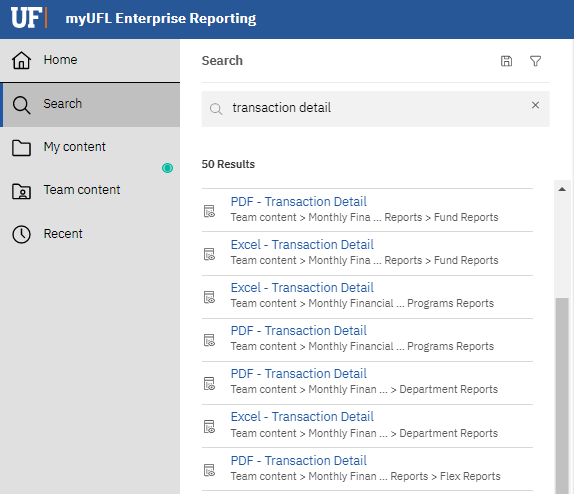 UF myUFL Enterprise Reporting
Home
Search
My content
Team content
Recent
Search
transaction detail
50 Results
PDF - Transaction Detail
Team content > Monthly Fina ... Reports > Fund Reports
Excel - Transaction Detail
Team content > Monthly Fina ... Reports > Fund Reports
Excel - Transaction Detail
Team content > Monthly Financial ... Programs Reports
PDF - Transaction Detail
Team content > Monthly Financial ... Programs Reports
PDF - Transaction Detail
Team content > Monthly Finan ... > Department Reports
Excel - Transaction Detail
Team content > Monthly Finan ... > Department Reports
PDF - Transaction Detail
Team content > Monthly Finan ... Reports > Flex Reports